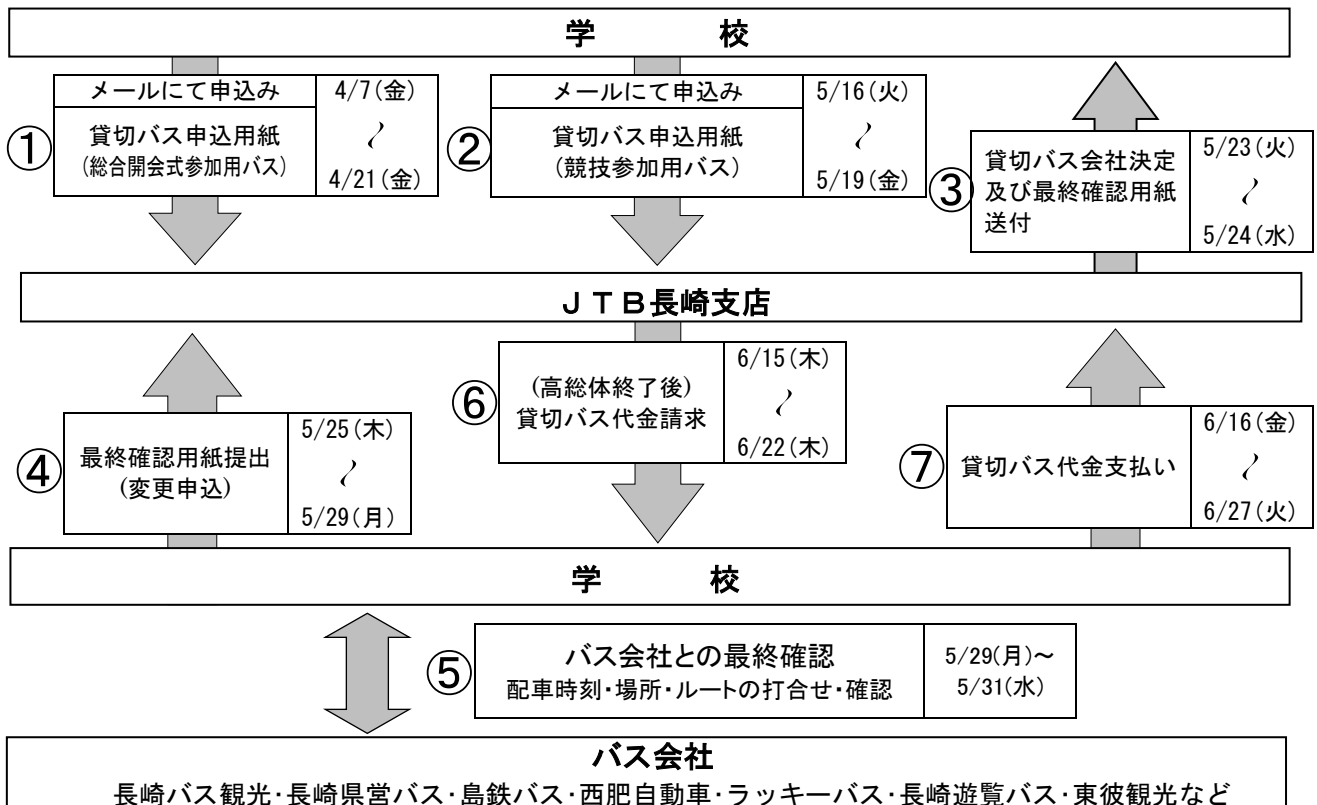 学　　　校
①
メールにて申込み
貸切バス申込用紙
(総合開会式参加用バス)
4/7(金)
～
4/21(金)
②
メールにて申込み
貸切バス申込用紙
(競技参加用バス)
5/16(火)
～
5/19(金)
③
貸切バス会社決定
及び最終確認用紙
送付
5/23(火)
～
5/24(水)
ＪＴＢ長崎支店
④
最終確認用紙提出
(変更申込)
5/25(木)
～
5/29(月)
⑥
(高総体終了後)
貸切バス代金請求
6/15(木)
～
6/22(木)
⑦
貸切バス代金支払い
6/16(金)
～
6/27(火)
学　　　校
⑤
バス会社との最終確認
配車時刻・場所・ルートの打合せ・確認
5/29(月)～
5/31(水)
バス会社
長崎バス観光・長崎県営バス・島鉄バス・西肥自動車・ラッキーバス・長崎遊覧バス・東彼観光など